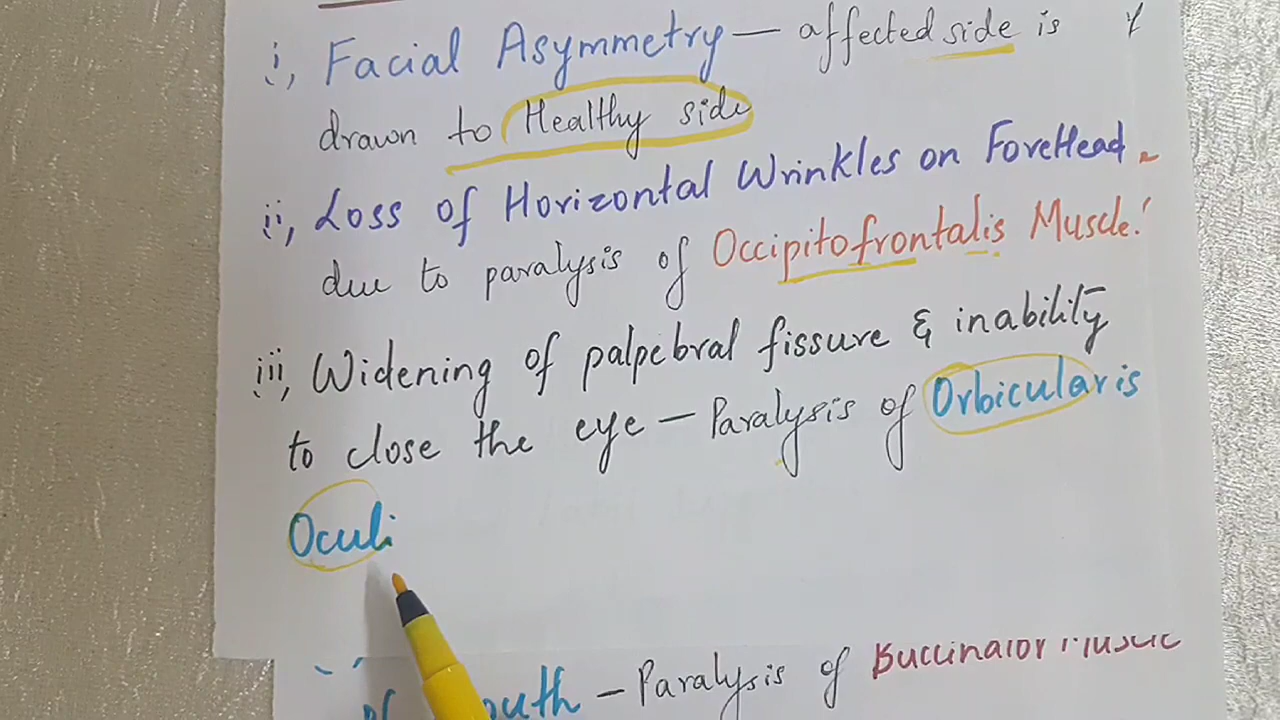 i, Facial Asymmetry — affected side is
drawn to Healthy side
ii, Loss of Horizontal Wrinkles on ForeHead
due to paralysis of Occipitofrontalis Muscle.
iii, Widening of palpebral fissure & inability
to close the eye — Paralysis of Orbicularis
Oculi
of — Paralysis of Buccinator Muscle